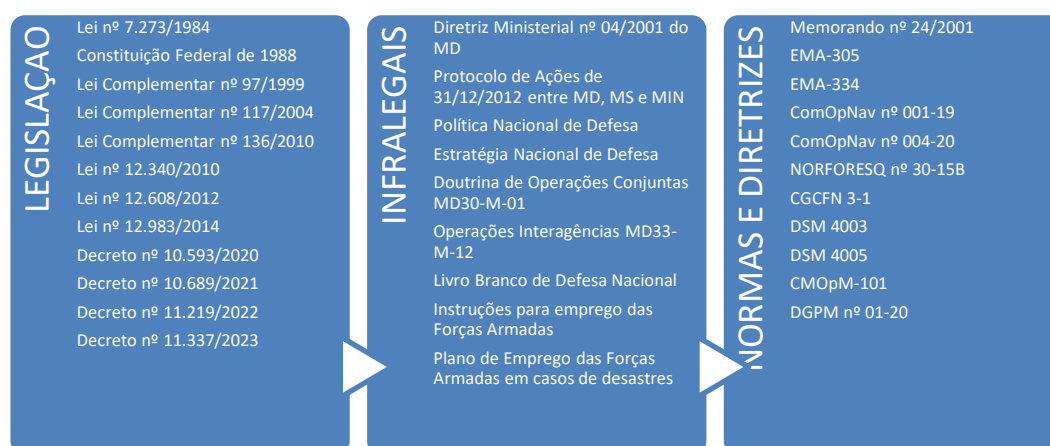 LEGISLAÇAO
Lei nº 7.273/1984
Constituição Federal de 1988
Lei Complementar nº 97/1999
Lei Complementar nº 117/2004
Lei Complementar nº 136/2010
Lei nº 12.340/2010
Lei nº 12.608/2012
Lei nº 12.983/2014
Decreto nº 10.593/2020
Decreto nº 10.689/2021
Decreto nº 11.219/2022
Decreto nº 11.337/2023
INFRALEGAIS
Diretriz Ministerial nº 04/2001 do
MD
Protocolo de Ações de
31/12/2012 entre MD, MS e MIN
Política Nacional de Defesa
Estratégia Nacional de Defesa
Doutrina de Operações Conjuntas
MD30-M-01
Operações Interagências MD33-
M-12
Livro Branco de Defesa Nacional
Instruções para emprego das
Forças Armadas
Plano de Emprego das Forças
Armadas em casos de desastres
NORMAS E DIRETRIZES
Memorando nº 24/2001
EMA-305
EMA-334
ComOpNav nº 001-19
ComOpNav nº 004-20
NORFORESQ nº 30-15B
CGCFN 3-1
DSM 4003
DSM 4005
CMOpM-101
DGPM nº 01-20